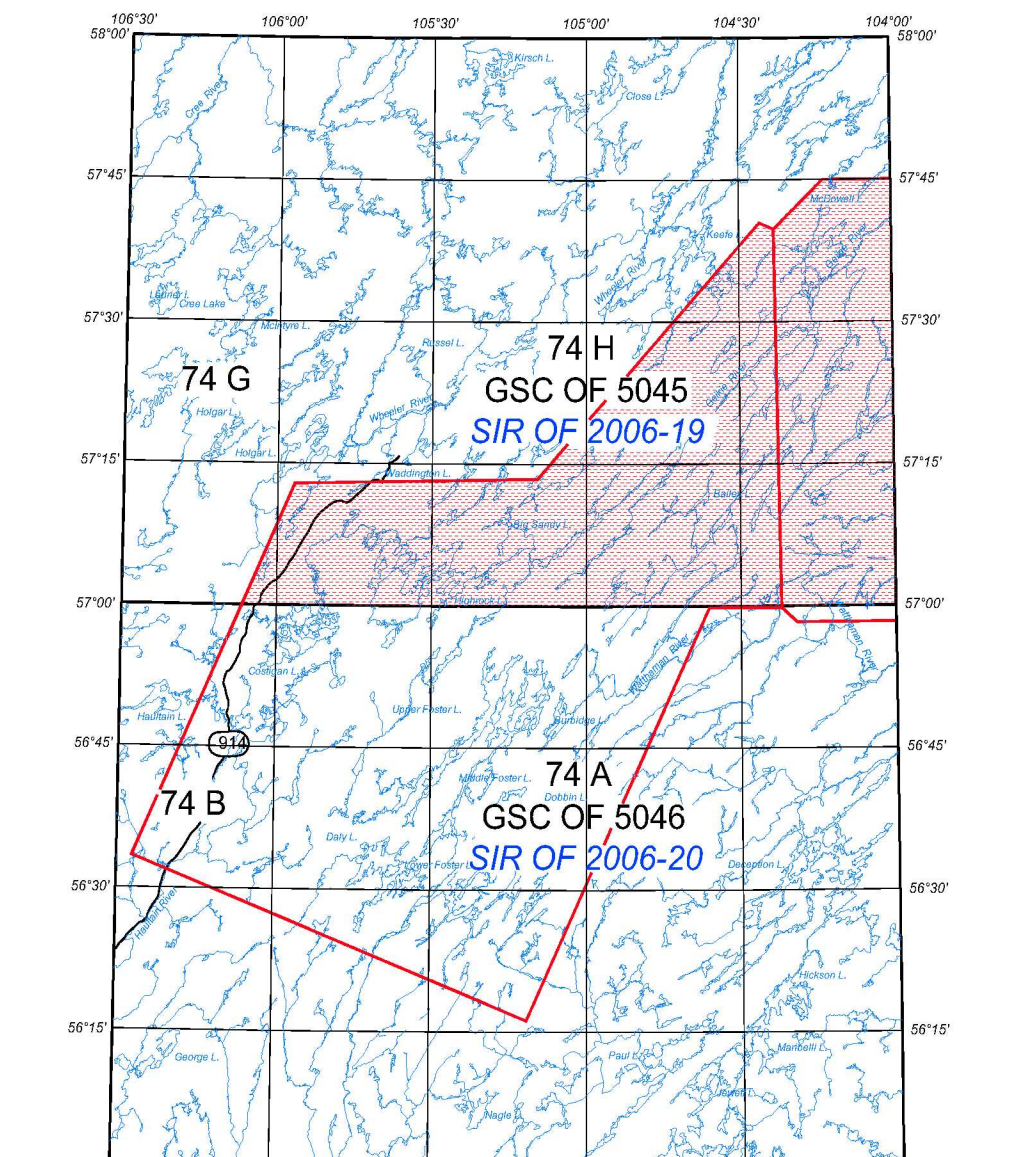 106°30' 106°00' 105°30' 105°00' 104°30' 104°00'
58°00' 58°00'
Kirsch L.
Cree River
Close L.
57°45' 57°45'
McDowell L.
Keefe
Wheeler River
Cree Lake
57°30' 57°30'
McIntyre L.
Russel L.
74 H
74 G
GSC OF 5045
Wheeler River
Holgar L.
SIR OF 2006-19
Holgar L.
57°15' 57°15'
Waddington L.
Bailey L.
Big Sandy L.
Highrock L.
57°00' 57°00'
Costigan L.
Upper Foster L.
Haultain L.
Burbidge L.
914
56°45' 56°45'
74 A
Middle Foster L.
Dobbin L.
74 B
GSC OF 5046
Daly L.
SIR OF 2006-20
Lower Foster L.
Deception L.
56°30' 56°30'
Haultain River
Hickson L.
56°15' 56°15'
George L.
Paul L.
Nagle L.